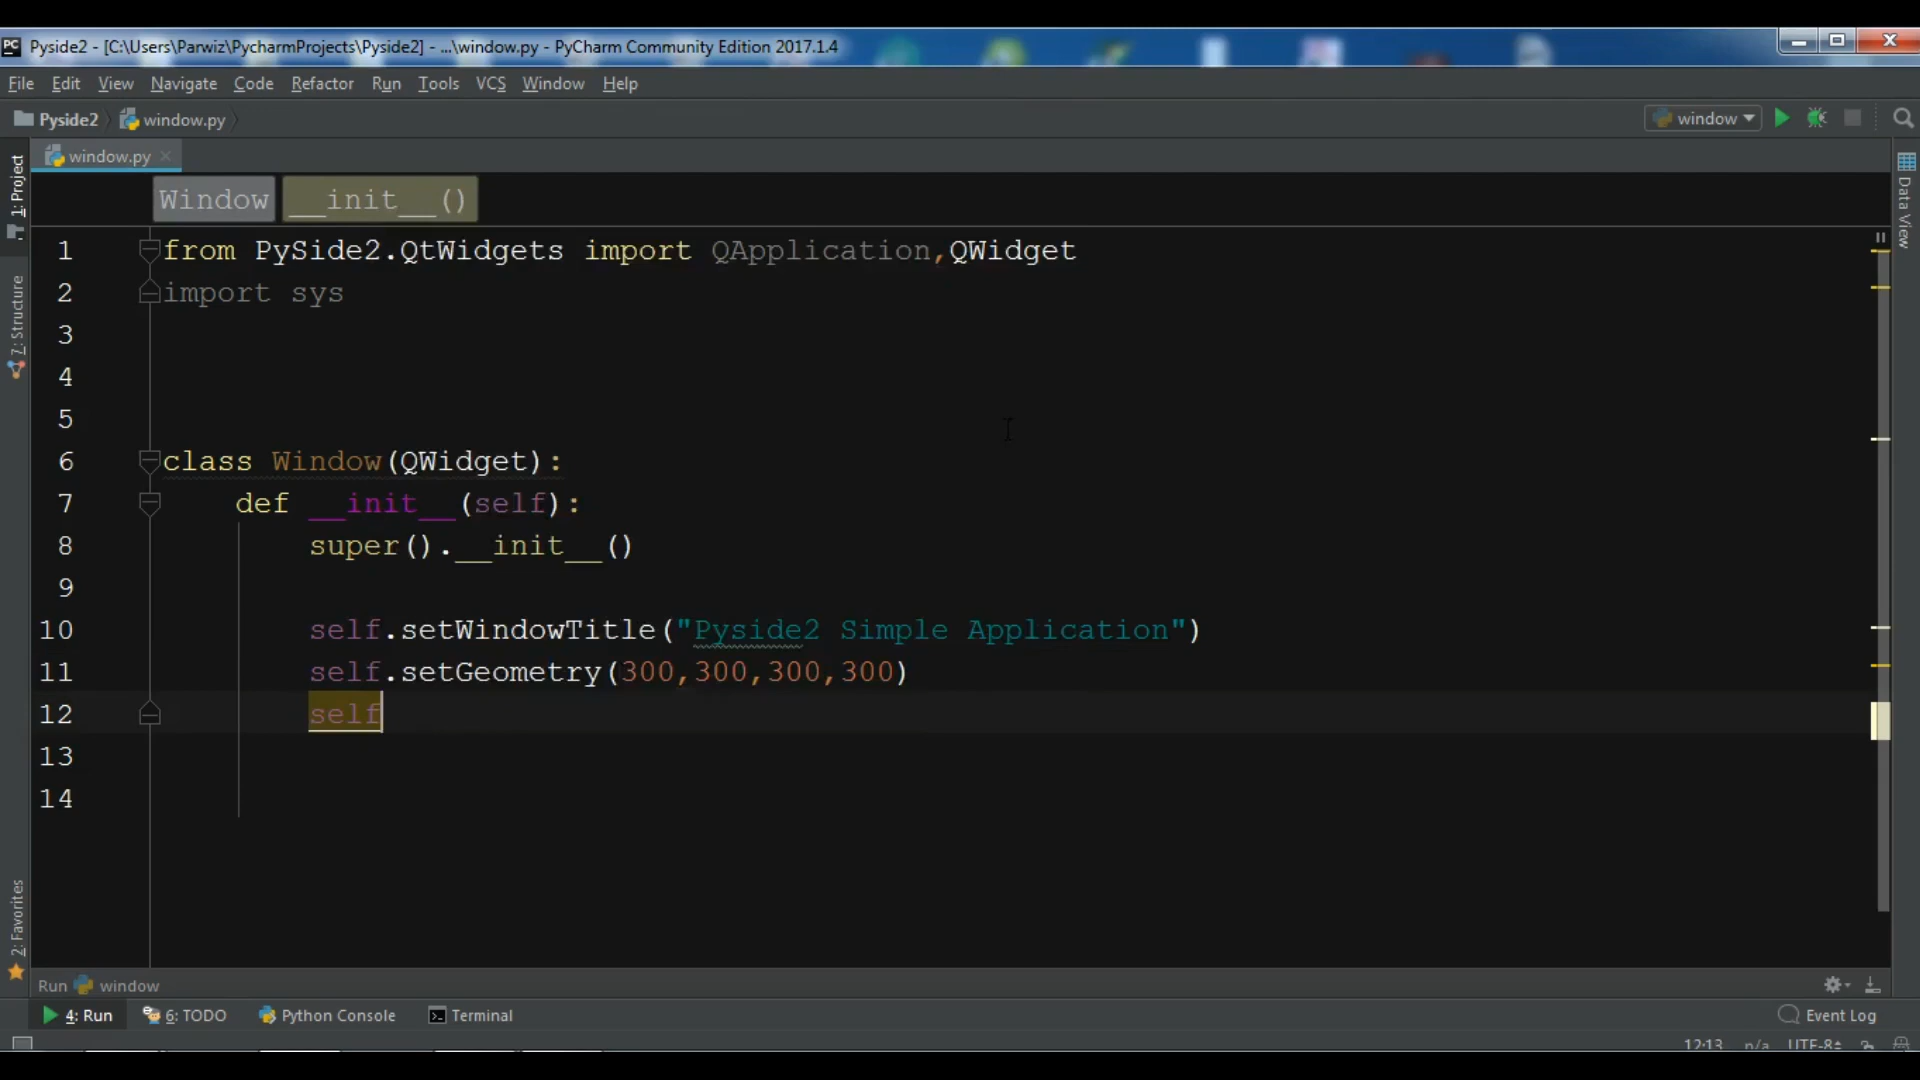 Pyside2 - [C:\Users\Parwiz\PycharmProjects\Pyside2] - ...\window.py - PyCharm Community Edition 2017.1.4
File Edit View Navigate Code Refactor Run Tools VCS Window Help
Pyside2 window.py window
window.py
1: Project
7: Structure
2: Favorites
Data View
Window __init__()
1 from PySide2.QtWidgets import QApplication,QWidget
2 import sys
3
4
5
6 class Window(QWidget):
7 def __init__(self):
8 super().__init__()
9
10 self.setWindowTitle("Pyside2 Simple Application")
11 self.setGeometry(300,300,300,300)
12 self
13
14
Run window
4: Run 6: TODO Python Console Terminal Event Log
12:13 n/a UTF-8